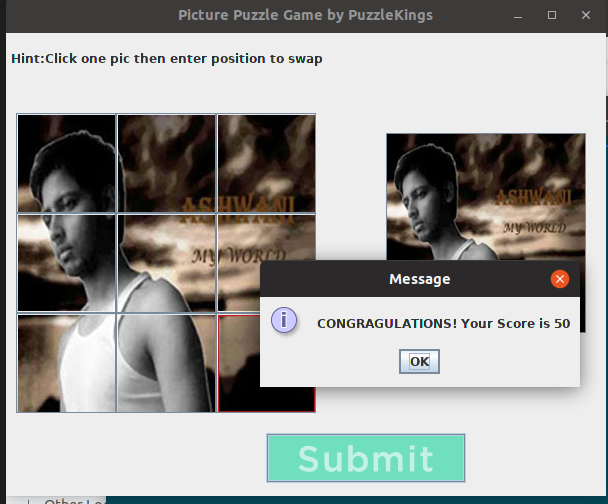 Picture Puzzle Game by PuzzleKings
Hint:Click one pic then enter position to swap
ASHWANI
MY WORLD
ASHWANI
MY WORLD
Message
CONGRAGULATIONS! Your Score is 50
OK
Submit